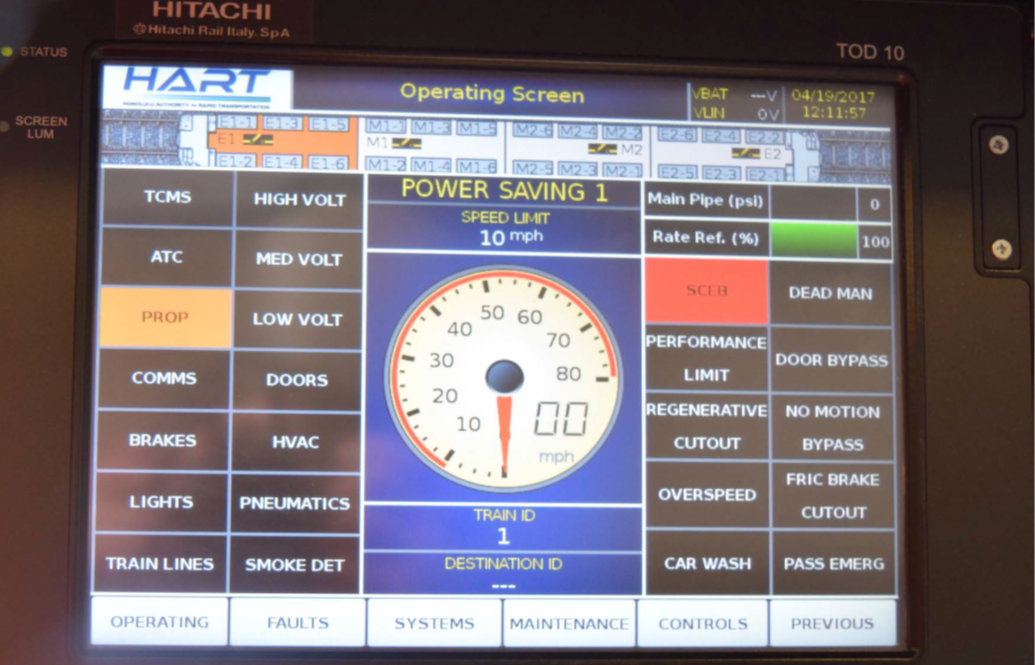 HITACHI
©Hitachi Rail Italy. SpA
STATUS
TOD 10
SCREEN
LUM
HART
HONOLULU AUTHORITY for RAPID TRANSPORTATION
Operating Screen
VBAT ---V
VLIN 0V
04/19/2017
12:11:57
E1-1 E1-3 E1-5 M1-1 M1-3 M1-5 M2-6 M2-4 M2-2 E2-6 E2-4 E2-2
E1 M1 M2 E2
E1-2 E1-4 E1-6 M1-2 M1-4 M1-6 M2-5 M2-3 M2-1 E2-5 E2-3 E2-1
TCMS
HIGH VOLT
ATC
MED VOLT
PROP
LOW VOLT
COMMS
DOORS
BRAKES
HVAC
LIGHTS
PNEUMATICS
TRAIN LINES
SMOKE DET
POWER SAVING 1
SPEED LIMIT
10 mph
10
20
30
40
50
60
70
80
00
mph
TRAIN ID
1
DESTINATION ID
---
Main Pipe (psi) 0
Rate Ref. (%) 100
SCEB
DEAD MAN
PERFORMANCE
LIMIT
DOOR BYPASS
REGENERATIVE
CUTOUT
NO MOTION
BYPASS
OVERSPEED
FRIC BRAKE
CUTOUT
CAR WASH
PASS EMERG
OPERATING
FAULTS
SYSTEMS
MAINTENANCE
CONTROLS
PREVIOUS